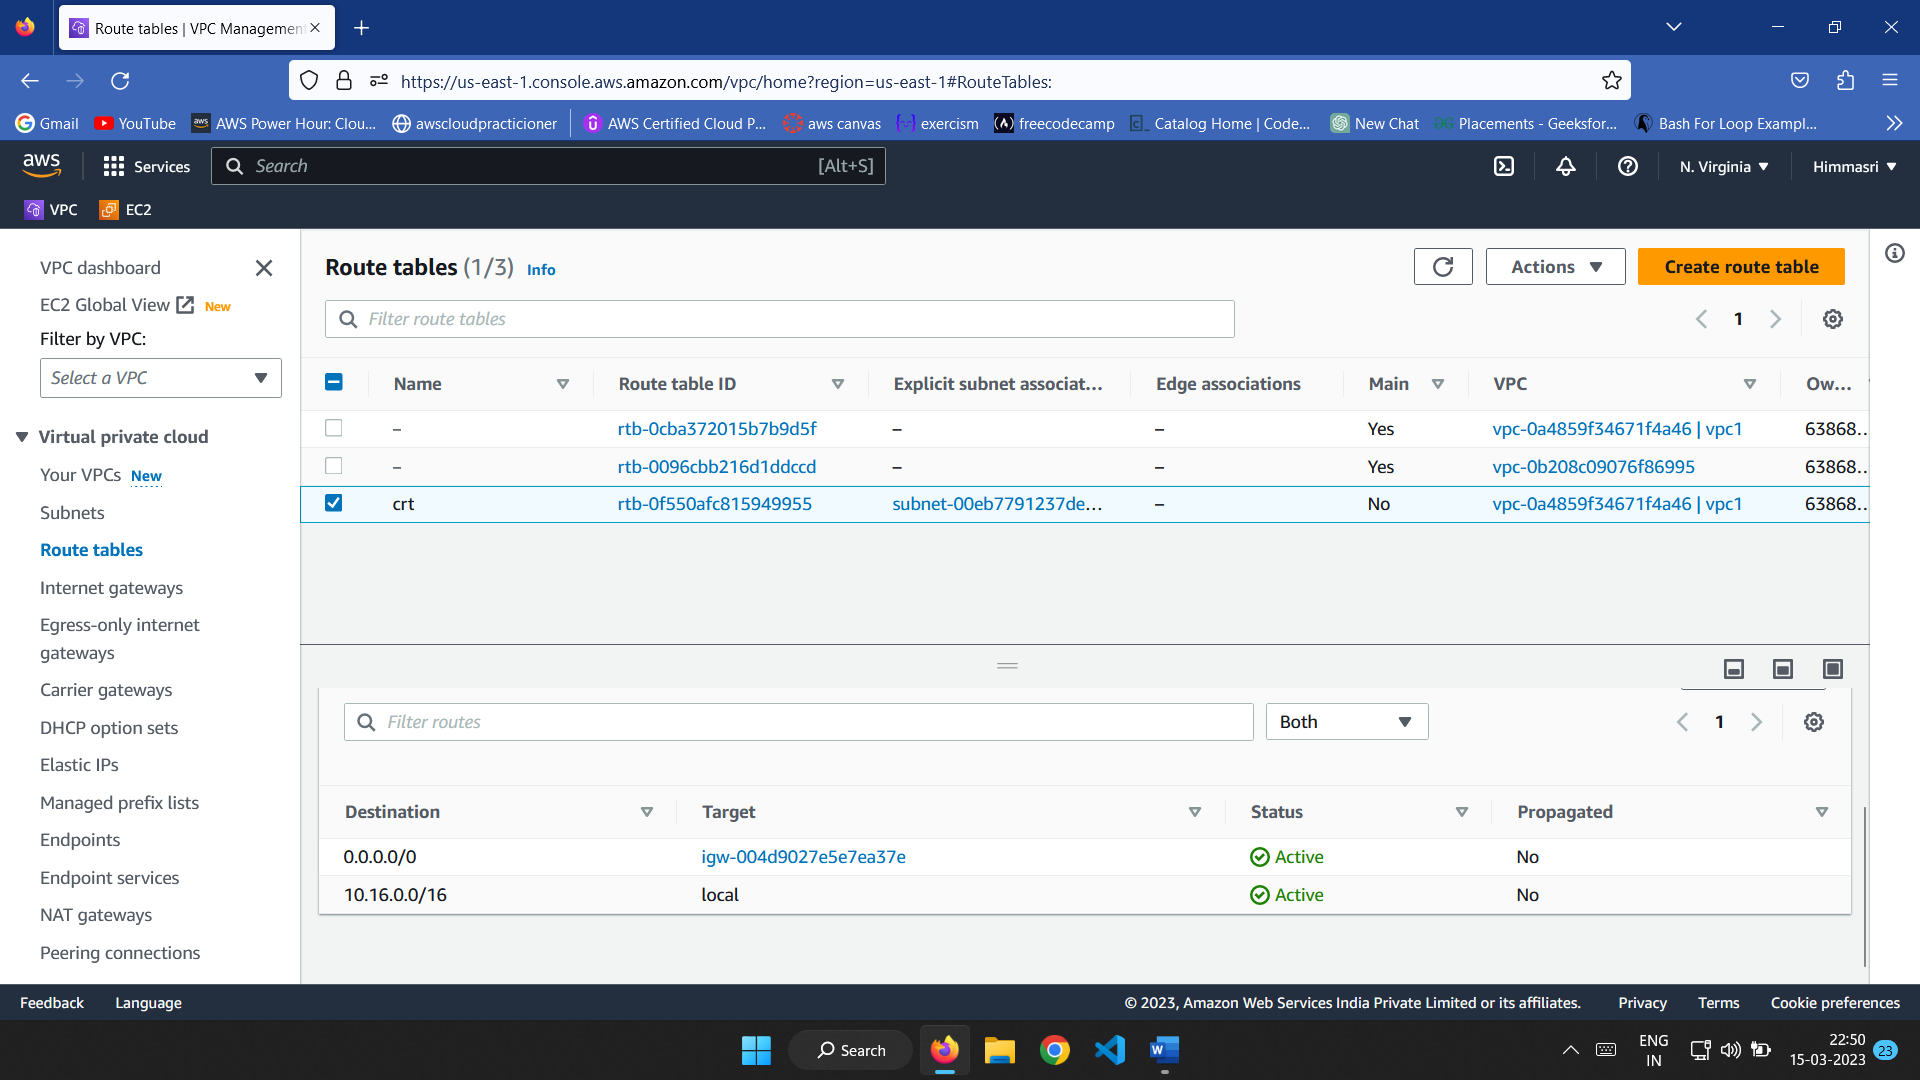 Route tables | VPC Managemen
https://us-east-1.console.aws.amazon.com/vpc/home?region=us-east-1#RouteTables:
Gmail YouTube AWS Power Hour: Clou... awscloudpracticioner AWS Certified Cloud P... aws canvas exercism freecodecamp Catalog Home | Code... New Chat Placements - Geeksfor... Bash For Loop Exampl...
aws Services Search [Alt+S] N. Virginia Himmasri
VPC EC2
VPC dashboard
EC2 Global View New
Filter by VPC:
Select a VPC
Virtual private cloud
Your VPCs New
Subnets
Route tables
Internet gateways
Egress-only internet
gateways
Carrier gateways
DHCP option sets
Elastic IPs
Managed prefix lists
Endpoints
Endpoint services
NAT gateways
Peering connections
Route tables (1/3) Info
Actions Create route table
Filter route tables
1
Name Route table ID Explicit subnet associat... Edge associations Main VPC Ow...
– rtb-0cba372015b7b9d5f – – Yes vpc-0a4859f34671f4a46 | vpc1 63868...
– rtb-0096cbb216d1ddccd – – Yes vpc-0b208c09076f86995 63868...
crt rtb-0f550afc815949955 subnet-00eb7791237de... – No vpc-0a4859f34671f4a46 | vpc1 63868...
Filter routes Both 1
Destination Target Status Propagated
0.0.0.0/0 igw-004d9027e5e7ea37e Active No
10.16.0.0/16 local Active No
Feedback Language © 2023, Amazon Web Services India Private Limited or its affiliates. Privacy Terms Cookie preferences
Search
ENG
IN
22:50
15-03-2023
23